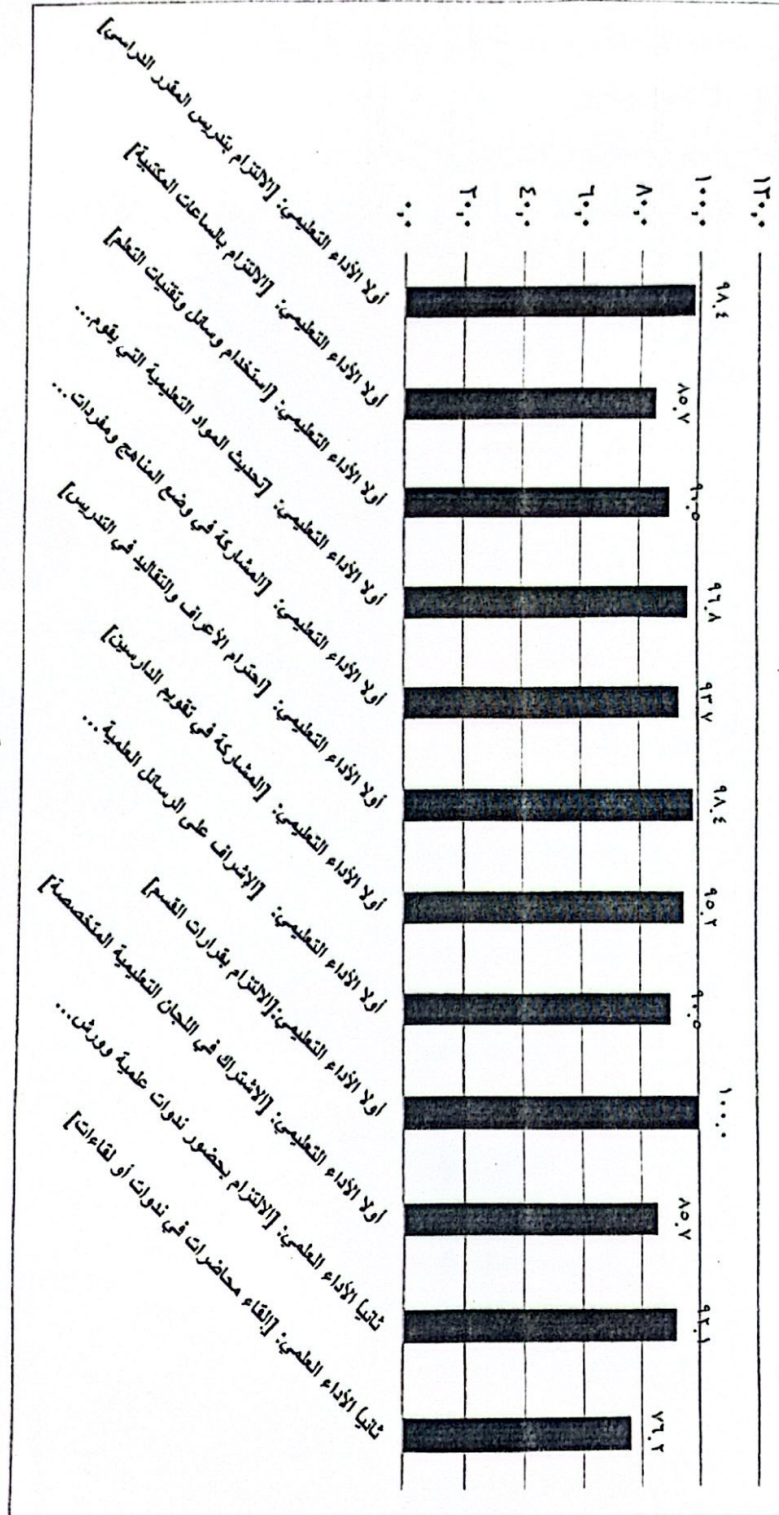 ١٢٠.٠
١٠٠.٠
٨٠.٠
٦٠.٠
٤٠.٠
٢٠.٠
٠.٠
٩٨.٤
٨٥.٧
٩٠.٥
٩٦.٨
٩٣.٧
٩٨.٤
٩٥.٢
٩٠.٥
١٠٠.٠
٨٥.٧
٩٢.١
٧٦.٢
أولا الأداء التعليمي: [الالتزام بتدريس المقرر الدراسي]
أولا الأداء التعليمي: [الالتزام بالساعات المكتبية]
أولا الأداء التعليمي: [استخدام وسائل وتقنيات التعلم]
أولا الأداء التعليمي: [تحديث المواد التعليمية التي يقوم...
أولا الأداء التعليمي: [المشاركة في وضع المناهج ومفردات...
أولا الأداء التعليمي: [احترام الأعراف والتقاليد في التدريس]
أولا الأداء التعليمي: [المشاركة في تقويم الدارسين]
أولا الأداء التعليمي: [الإشراف على الرسائل العلمية...
أولا الأداء التعليمي:[الالتزام بقرارات القسم]
أولا الأداء التعليمي: [الاشتراك في اللجان التعليمية المتخصصة]
ثانيا الأداء العلمي: [الالتزام بحضور ندوات علمية وورش...
ثانيا الأداء العلمي: [إلقاء محاضرات في ندوات أو لقاءات]